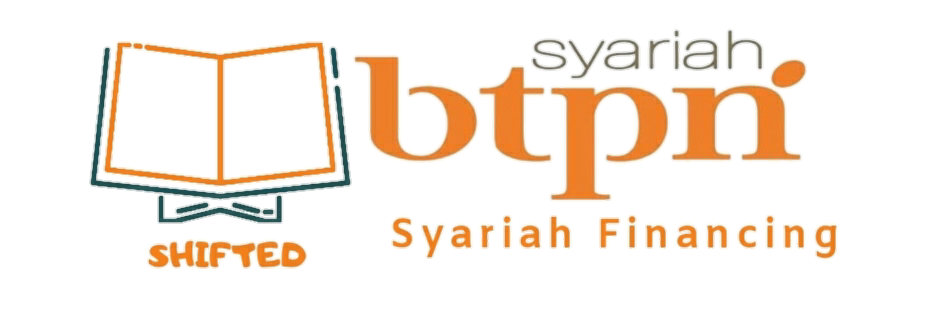 syariah
btpn
Syariah Financing
SHIFTED